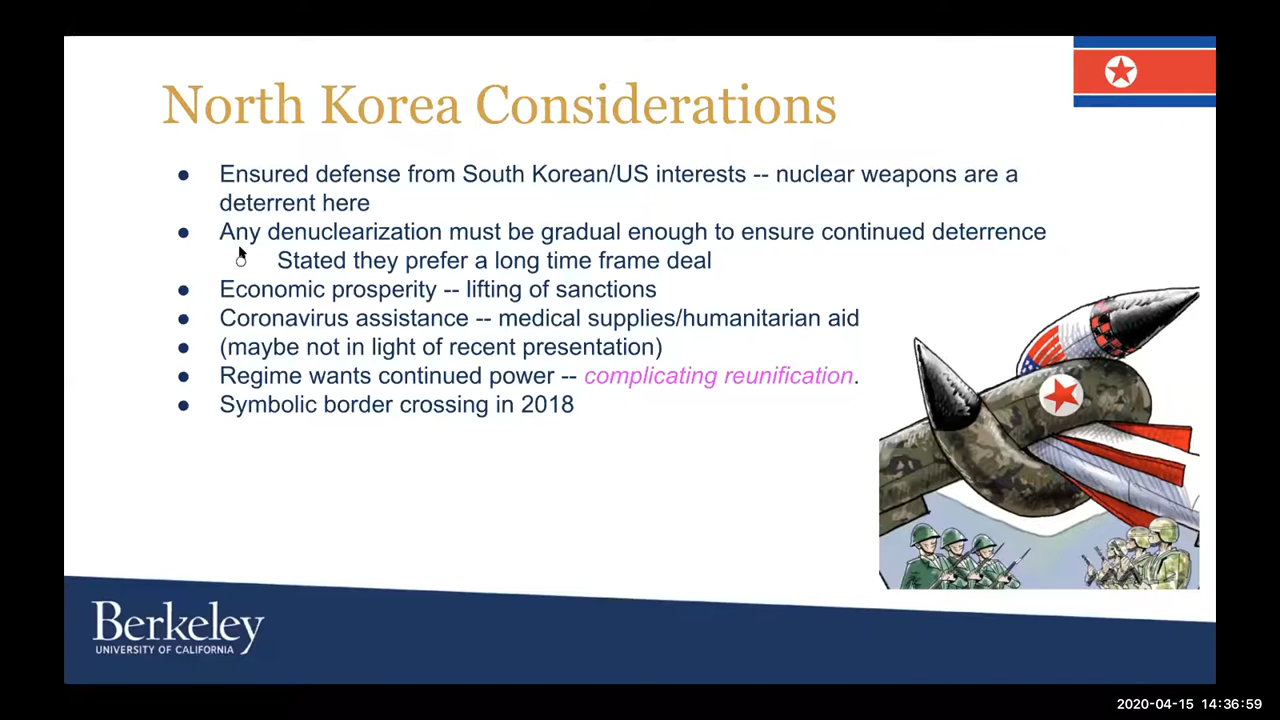 North Korea Considerations
● Ensured defense from South Korean/US interests -- nuclear weapons are a
deterrent here
● Any denuclearization must be gradual enough to ensure continued deterrence
○ Stated they prefer a long time frame deal
● Economic prosperity -- lifting of sanctions
● Coronavirus assistance -- medical supplies/humanitarian aid
● (maybe not in light of recent presentation)
● Regime wants continued power -- complicating reunification.
● Symbolic border crossing in 2018
Berkeley
UNIVERSITY OF CALIFORNIA
2020-04-15 14:36:59